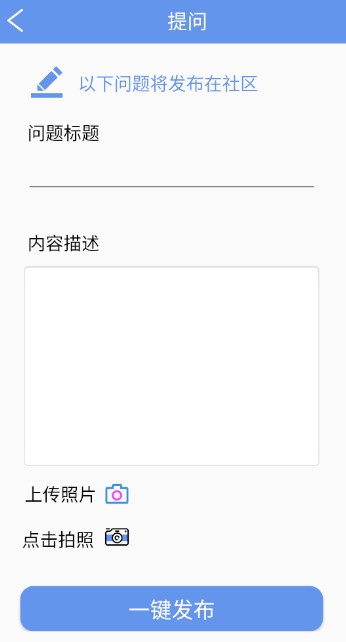 提问
以下问题将发布在社区
问题标题
内容描述
上传照片
点击拍照
一键发布